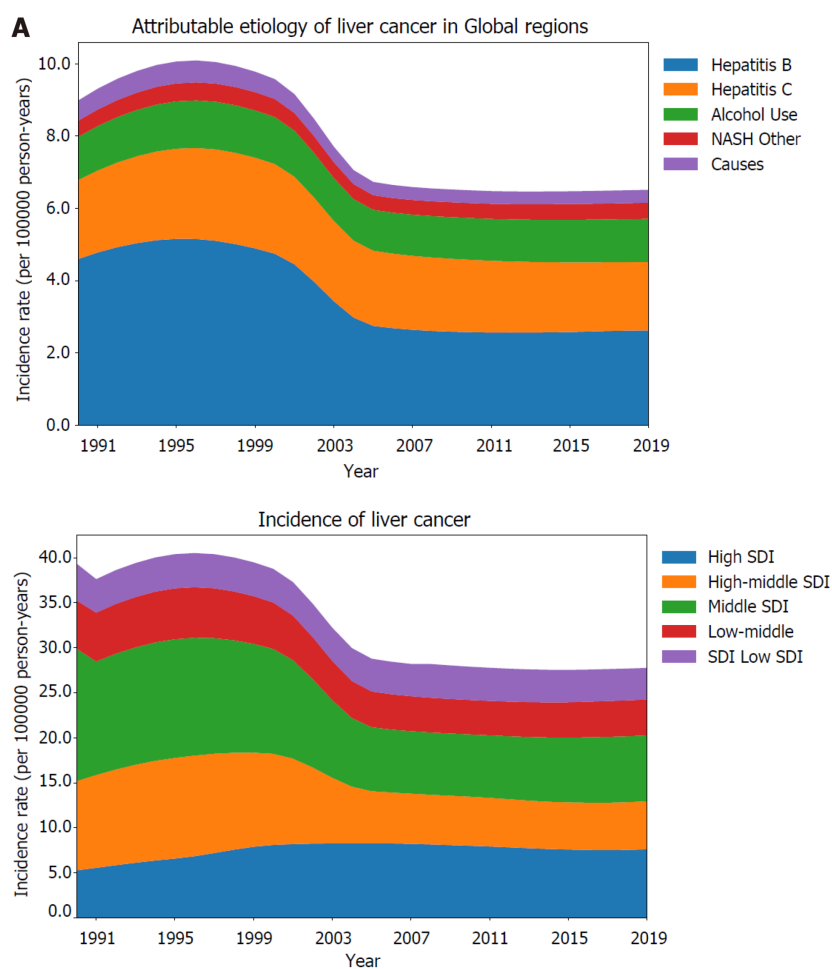 A
Attributable etiology of liver cancer in Global regions
Incidence rate (per 100000 person-years)
10.0
8.0
6.0
4.0
2.0
0.0
1991 1995 1999 2003 2007 2011 2015 2019
Year
Hepatitis B
Hepatitis C
Alcohol Use
NASH Other
Causes
Incidence of liver cancer
Incidence rate (per 100000 person-years)
40.0
35.0
30.0
25.0
20.0
15.0
10.0
5.0
0.0
1991 1995 1999 2003 2007 2011 2015 2019
Year
High SDI
High-middle SDI
Middle SDI
Low-middle
SDI Low SDI